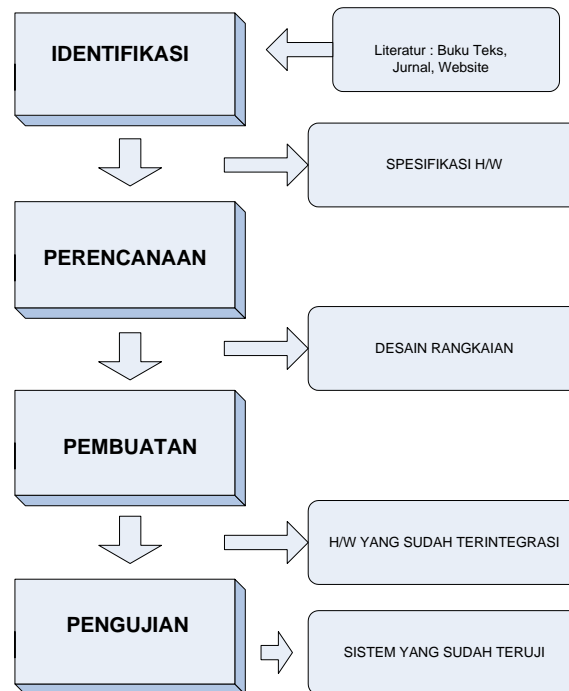 IDENTIFIKASI
Literatur : Buku Teks,
Jurnal, Website
SPESIFIKASI H/W
PERENCANAAN
DESAIN RANGKAIAN
PEMBUATAN
H/W YANG SUDAH TERINTEGRASI
PENGUJIAN
SISTEM YANG SUDAH TERUJI